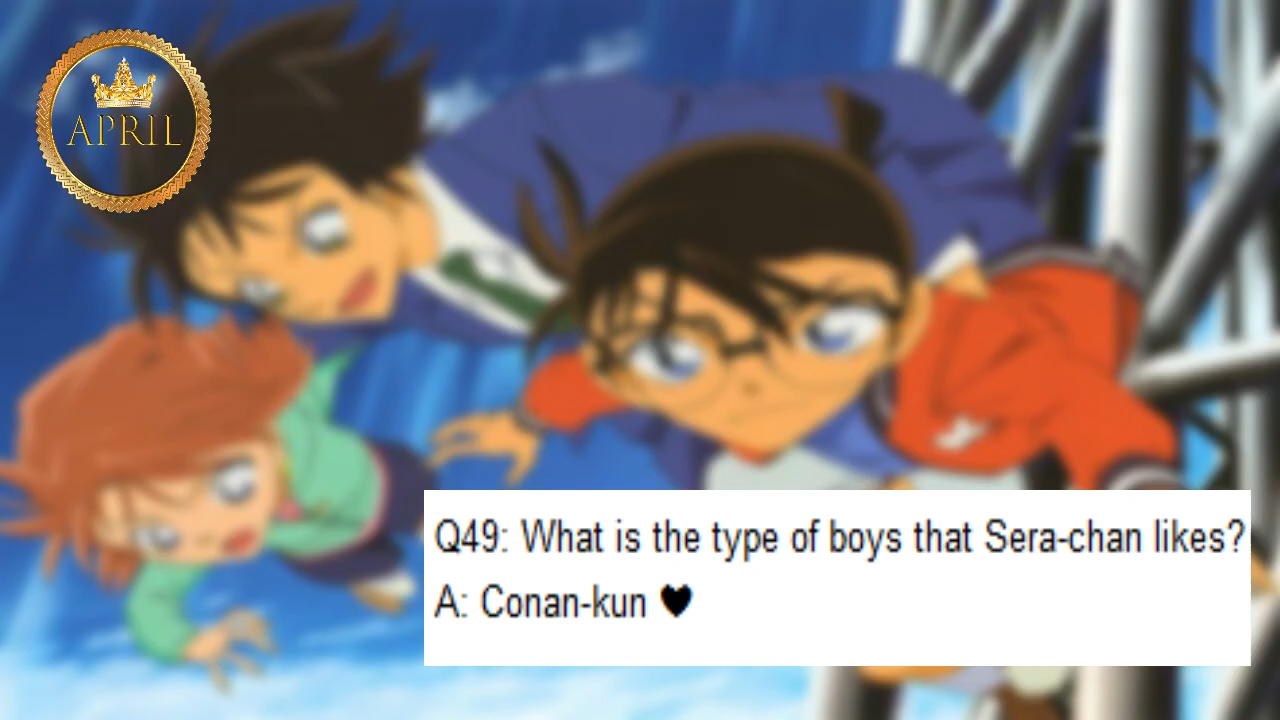 APRIL
Q49: What is the type of boys that Sera-chan likes?
A: Conan-kun ♥